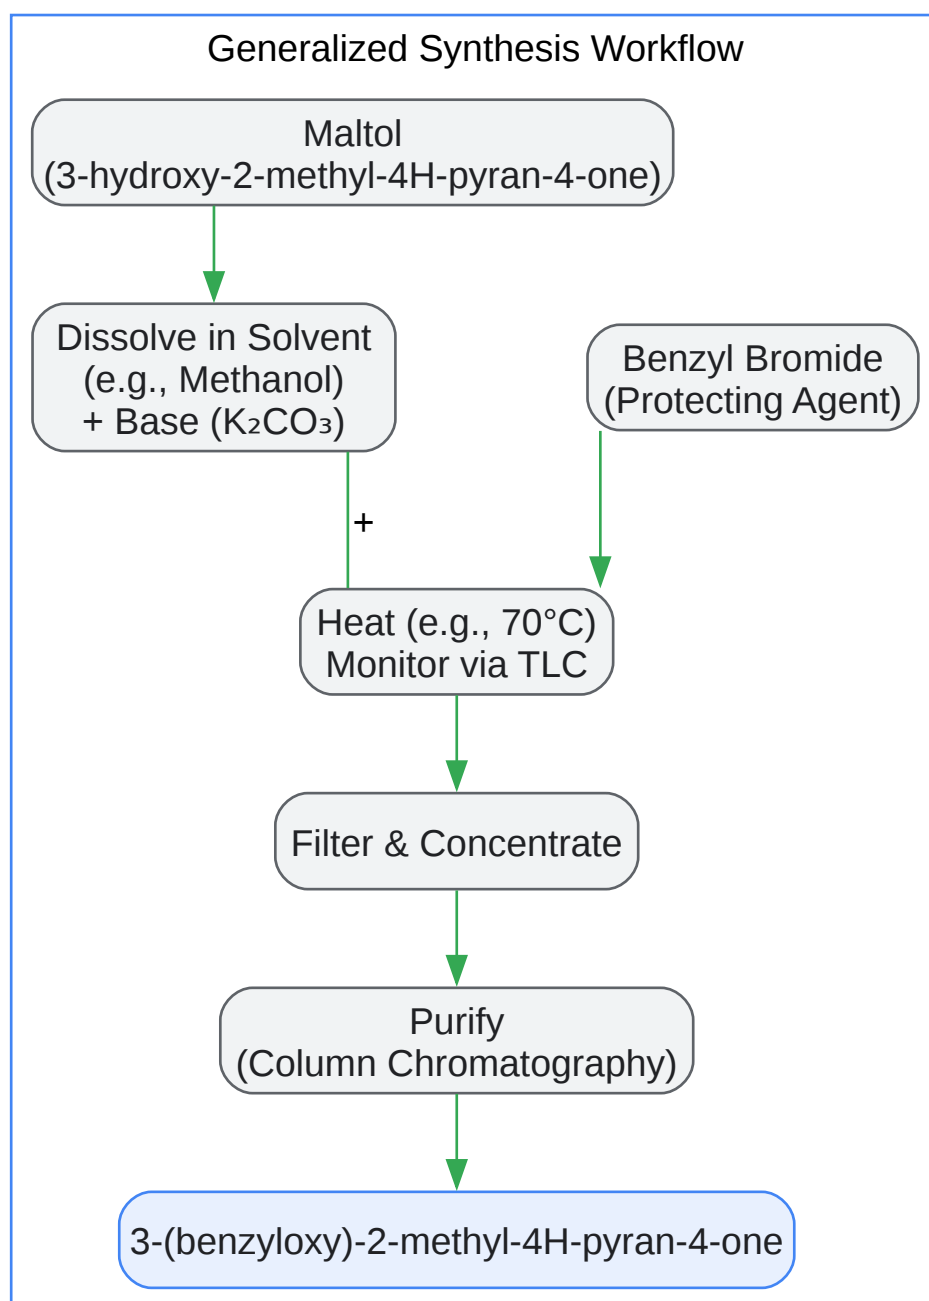 Generalized Synthesis Workflow
Maltol
(3-hydroxy-2-methyl-4H-pyran-4-one)
Dissolve in Solvent
(e.g., Methanol)
+ Base (K₂CO₃)
Benzyl Bromide
(Protecting Agent)
+
Heat (e.g., 70°C)
Monitor via TLC
Filter & Concentrate
Purify
(Column Chromatography)
3-(benzyloxy)-2-methyl-4H-pyran-4-one